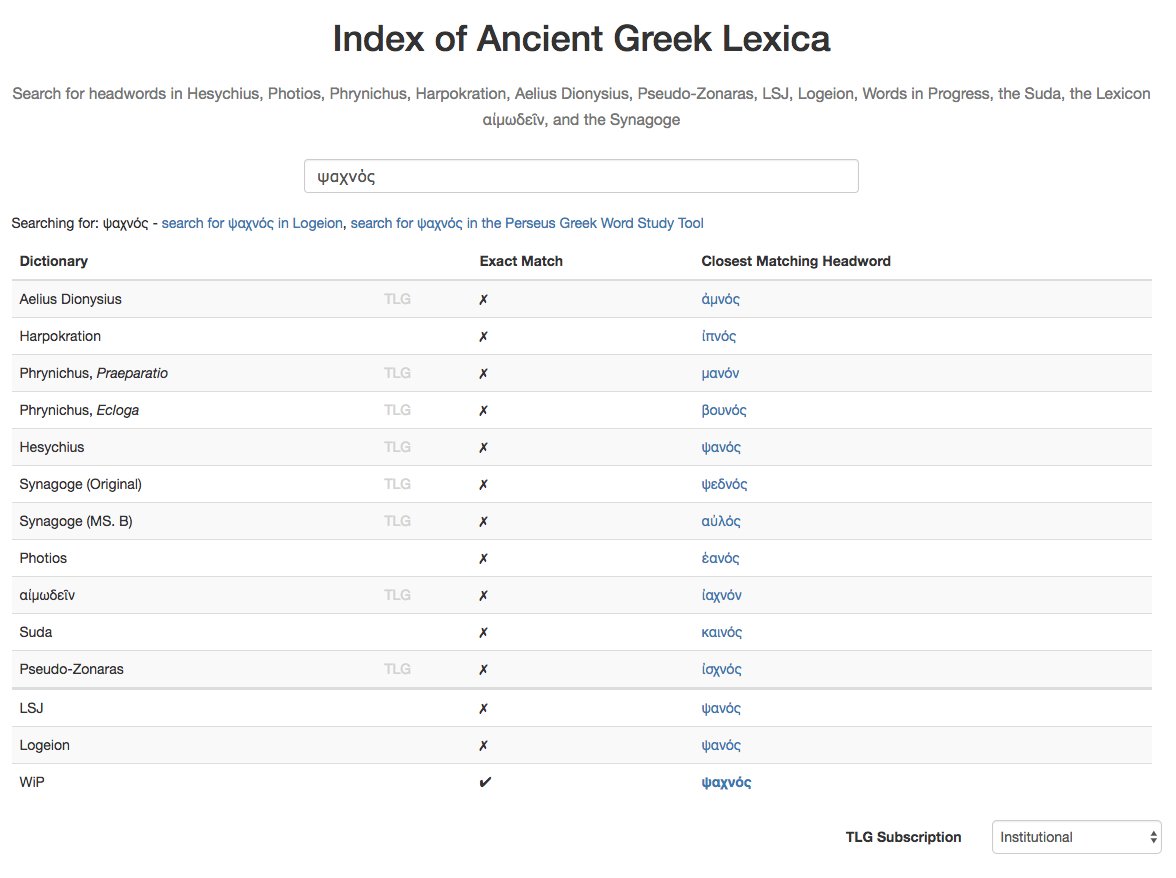 Index of Ancient Greek Lexica
Search for headwords in Hesychius, Photios, Phrynichus, Harpokration, Aelius Dionysius, Pseudo-Zonaras, LSJ, Logeion, Words in Progress, the Suda, the Lexicon
αἱμωδεῖν, and the Synagoge
ψαχνός
Searching for: ψαχνός - search for ψαχνός in Logeion, search for ψαχνός in the Perseus Greek Word Study Tool
Dictionary Exact Match Closest Matching Headword
Aelius Dionysius TLG ✗ ἀμνός
Harpokration ✗ ἰπνός
Phrynichus, Praeparatio TLG ✗ μανόν
Phrynichus, Ecloga TLG ✗ βουνός
Hesychius TLG ✗ ψανός
Synagoge (Original) TLG ✗ ψεδνός
Synagoge (MS. B) TLG ✗ αὐλός
Photios ✗ ἑανός
αἱμωδεῖν TLG ✗ ἰαχνόν
Suda ✗ καινός
Pseudo-Zonaras TLG ✗ ἰσχνός
LSJ ✗ ψανός
Logeion ✗ ψανός
WiP ✔ ψαχνός
TLG Subscription Institutional